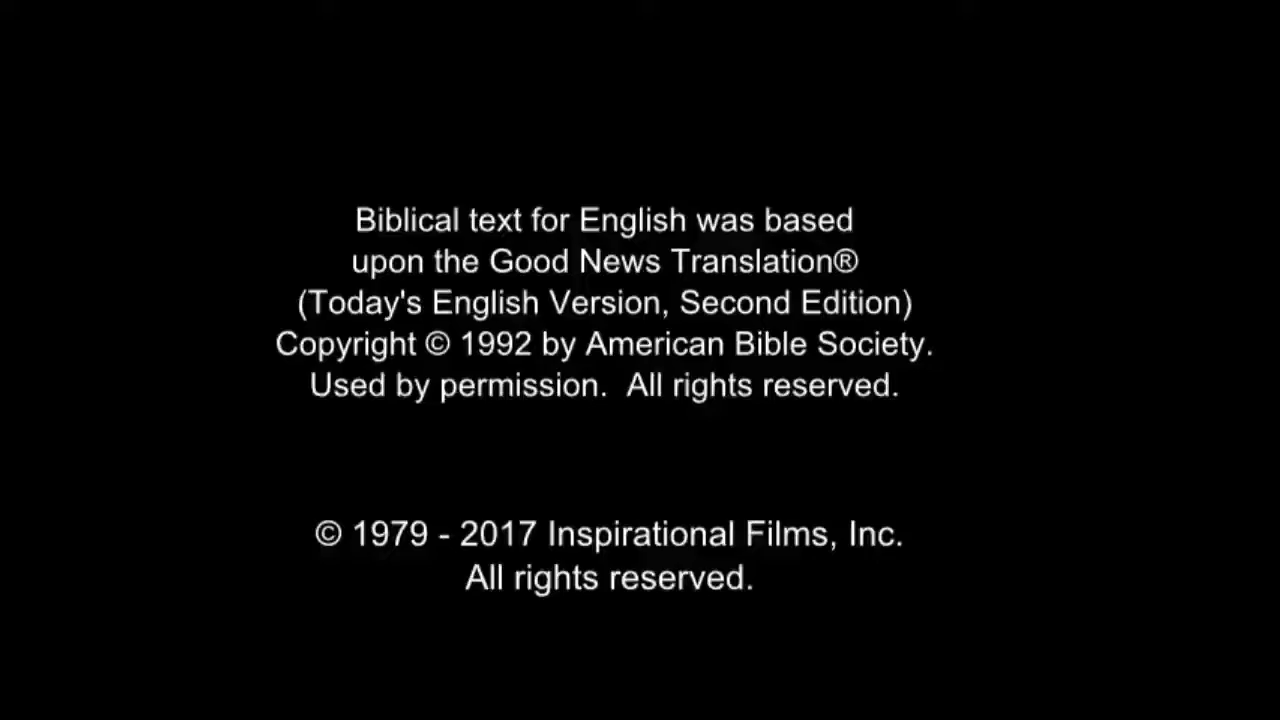 Biblical text for English was based
upon the Good News Translation®
(Today's English Version, Second Edition)
Copyright © 1992 by American Bible Society.
Used by permission.  All rights reserved.
© 1979 - 2017 Inspirational Films, Inc.
All rights reserved.